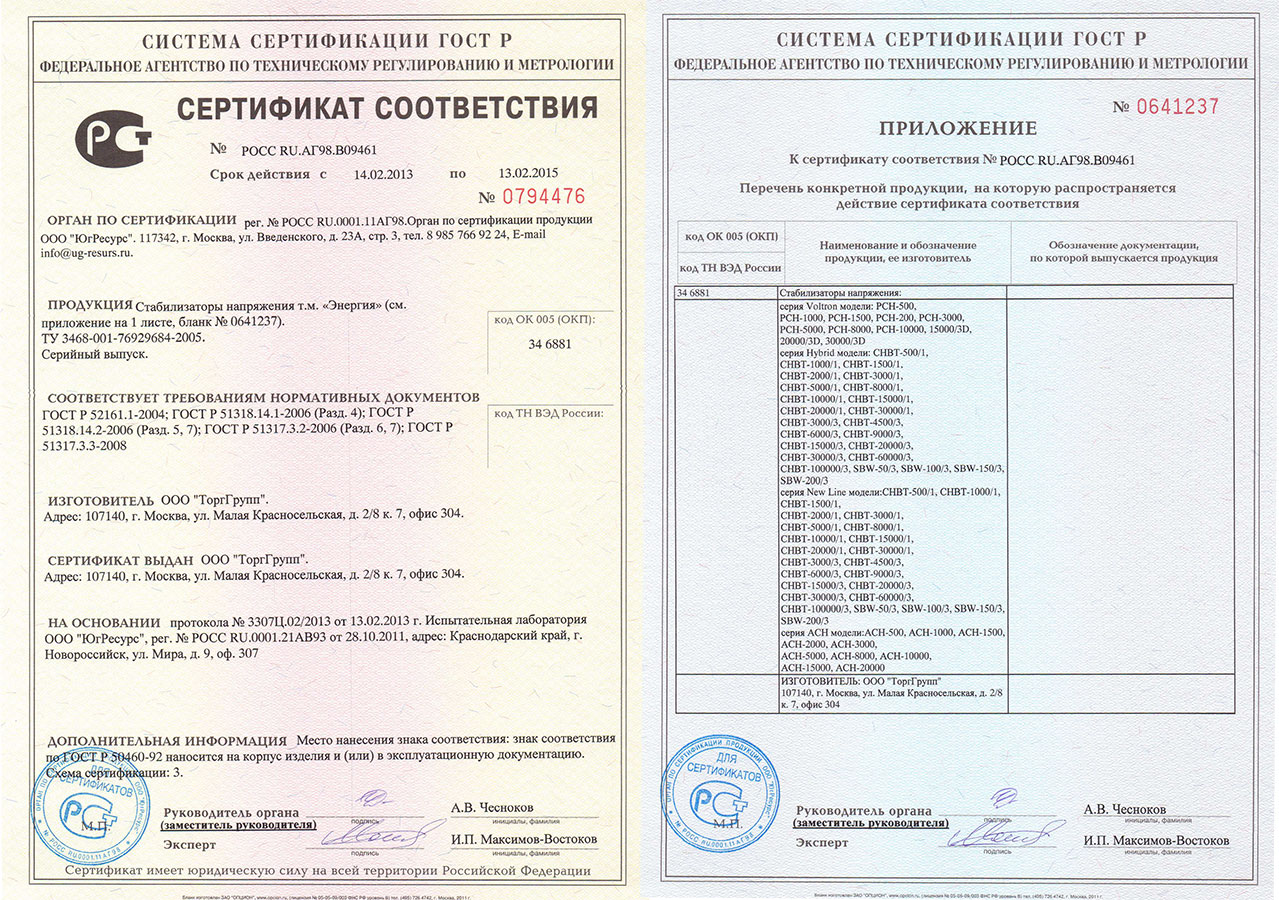 СИСТЕМА СЕРТИФИКАЦИИ ГОСТ Р
ФЕДЕРАЛЬНОЕ АГЕНТСТВО ПО ТЕХНИЧЕСКОМУ РЕГУЛИРОВАНИЮ И МЕТРОЛОГИИ
СЕРТИФИКАТ СООТВЕТСТВИЯ
№ РОСС RU.АГ98.В09461
Срок действия с 14.02.2013 по 13.02.2015
№ 0794476
ОРГАН ПО СЕРТИФИКАЦИИ рег. № РОСС RU.0001.11АГ98.Орган по сертификации продукции
ООО "ЮгРесурс". 117342, г. Москва, ул. Введенского, д. 23А, стр. 3, тел. 8 985 766 92 24, E-mail
info@ug-resurs.ru.
ПРОДУКЦИЯ Стабилизаторы напряжения т.м. «Энергия» (см.
приложение на 1 листе, бланк № 0641237).
ТУ 3468-001-76929684-2005.
Серийный выпуск.
код ОК 005 (ОКП):
34 6881
СООТВЕТСТВУЕТ ТРЕБОВАНИЯМ НОРМАТИВНЫХ ДОКУМЕНТОВ
ГОСТ Р 52161.1-2004; ГОСТ Р 51318.14.1-2006 (Разд. 4); ГОСТ Р
51318.14.2-2006 (Разд. 5, 7); ГОСТ Р 51317.3.2-2006 (Разд. 6, 7); ГОСТ Р
51317.3.3-2008
код ТН ВЭД России:
ИЗГОТОВИТЕЛЬ ООО "ТоргГрупп".
Адрес: 107140, г. Москва, ул. Малая Красносельская, д. 2/8 к. 7, офис 304.
СЕРТИФИКАТ ВЫДАН ООО "ТоргГрупп".
Адрес: 107140, г. Москва, ул. Малая Красносельская, д. 2/8 к. 7, офис 304.
НА ОСНОВАНИИ протокола № 3307Ц.02/2013 от 13.02.2013 г. Испытательная лаборатория
ООО "ЮгРесурс", рег. № РОСС RU.0001.21АВ93 от 28.10.2011, адрес: Краснодарский край, г.
Новороссийск, ул. Мира, д. 9, оф. 307
ДОПОЛНИТЕЛЬНАЯ ИНФОРМАЦИЯ Место нанесения знака соответствия: знак соответствия
по ГОСТ Р 50460-92 наносится на корпус изделия и (или) в эксплуатационную документацию.
Схема сертификации: 3.
ДЛЯ
СЕРТИФИКАТОВ
М.П.
Руководитель органа
(заместитель руководителя)
подпись
А.В. Чесноков
инициалы, фамилия
Эксперт
подпись
И.П. Максимов-Востоков
инициалы, фамилия
Сертификат имеет юридическую силу на всей территории Российской Федерации
СИСТЕМА СЕРТИФИКАЦИИ ГОСТ Р
ФЕДЕРАЛЬНОЕ АГЕНТСТВО ПО ТЕХНИЧЕСКОМУ РЕГУЛИРОВАНИЮ И МЕТРОЛОГИИ
№ 0641237
ПРИЛОЖЕНИЕ
К сертификату соответствия № РОСС RU.АГ98.В09461
Перечень конкретной продукции, на которую распространяется
действие сертификата соответствия
код ОК 005 (ОКП)
код ТН ВЭД России
Наименование и обозначение
продукции, ее изготовитель
Обозначение документации,
по которой выпускается продукция
34 6881
Стабилизаторы напряжения:
серия Voltron модели: РСН-500,
РСН-1000, РСН-1500, РСН-200, РСН-3000,
РСН-5000, РСН-8000, РСН-10000, 15000/3D,
20000/3D, 30000/3D
серия Hybrid модели: СНВТ-500/1,
СНВТ-1000/1, СНВТ-1500/1,
СНВТ-2000/1, СНВТ-3000/1,
СНВТ-5000/1, СНВТ-8000/1,
СНВТ-10000/1, СНВТ-15000/1,
СНВТ-20000/1, СНВТ-30000/1,
СНВТ-3000/3, СНВТ-4500/3,
СНВТ-6000/3, СНВТ-9000/3,
СНВТ-15000/3, СНВТ-20000/3,
СНВТ-30000/3, СНВТ-60000/3,
СНВТ-100000/3, SBW-50/3, SBW-100/3, SBW-150/3,
SBW-200/3
серия New Line модели:СНВТ-500/1, СНВТ-1000/1,
СНВТ-1500/1,
СНВТ-2000/1, СНВТ-3000/1,
СНВТ-5000/1, СНВТ-8000/1,
СНВТ-10000/1, СНВТ-15000/1,
СНВТ-20000/1, СНВТ-30000/1,
СНВТ-3000/3, СНВТ-4500/3,
СНВТ-6000/3, СНВТ-9000/3,
СНВТ-15000/3, СНВТ-20000/3,
СНВТ-30000/3, СНВТ-60000/3,
СНВТ-100000/3, SBW-50/3, SBW-100/3, SBW-150/3,
SBW-200/3
серия АСН модели:АСН-500, АСН-1000, АСН-1500,
АСН-2000, АСН-3000,
АСН-5000, АСН-8000, АСН-10000,
АСН-15000, АСН-20000
ИЗГОТОВИТЕЛЬ: ООО "ТоргГрупп"
107140, г. Москва, ул. Малая Красносельская, д. 2/8
к. 7, офис 304
ДЛЯ
СЕРТИФИКАТОВ
М.П.
Руководитель органа
(заместитель руководителя)
подпись
А.В. Чесноков
инициалы, фамилия
Эксперт
подпись
И.П. Максимов-Востоков
инициалы, фамилия